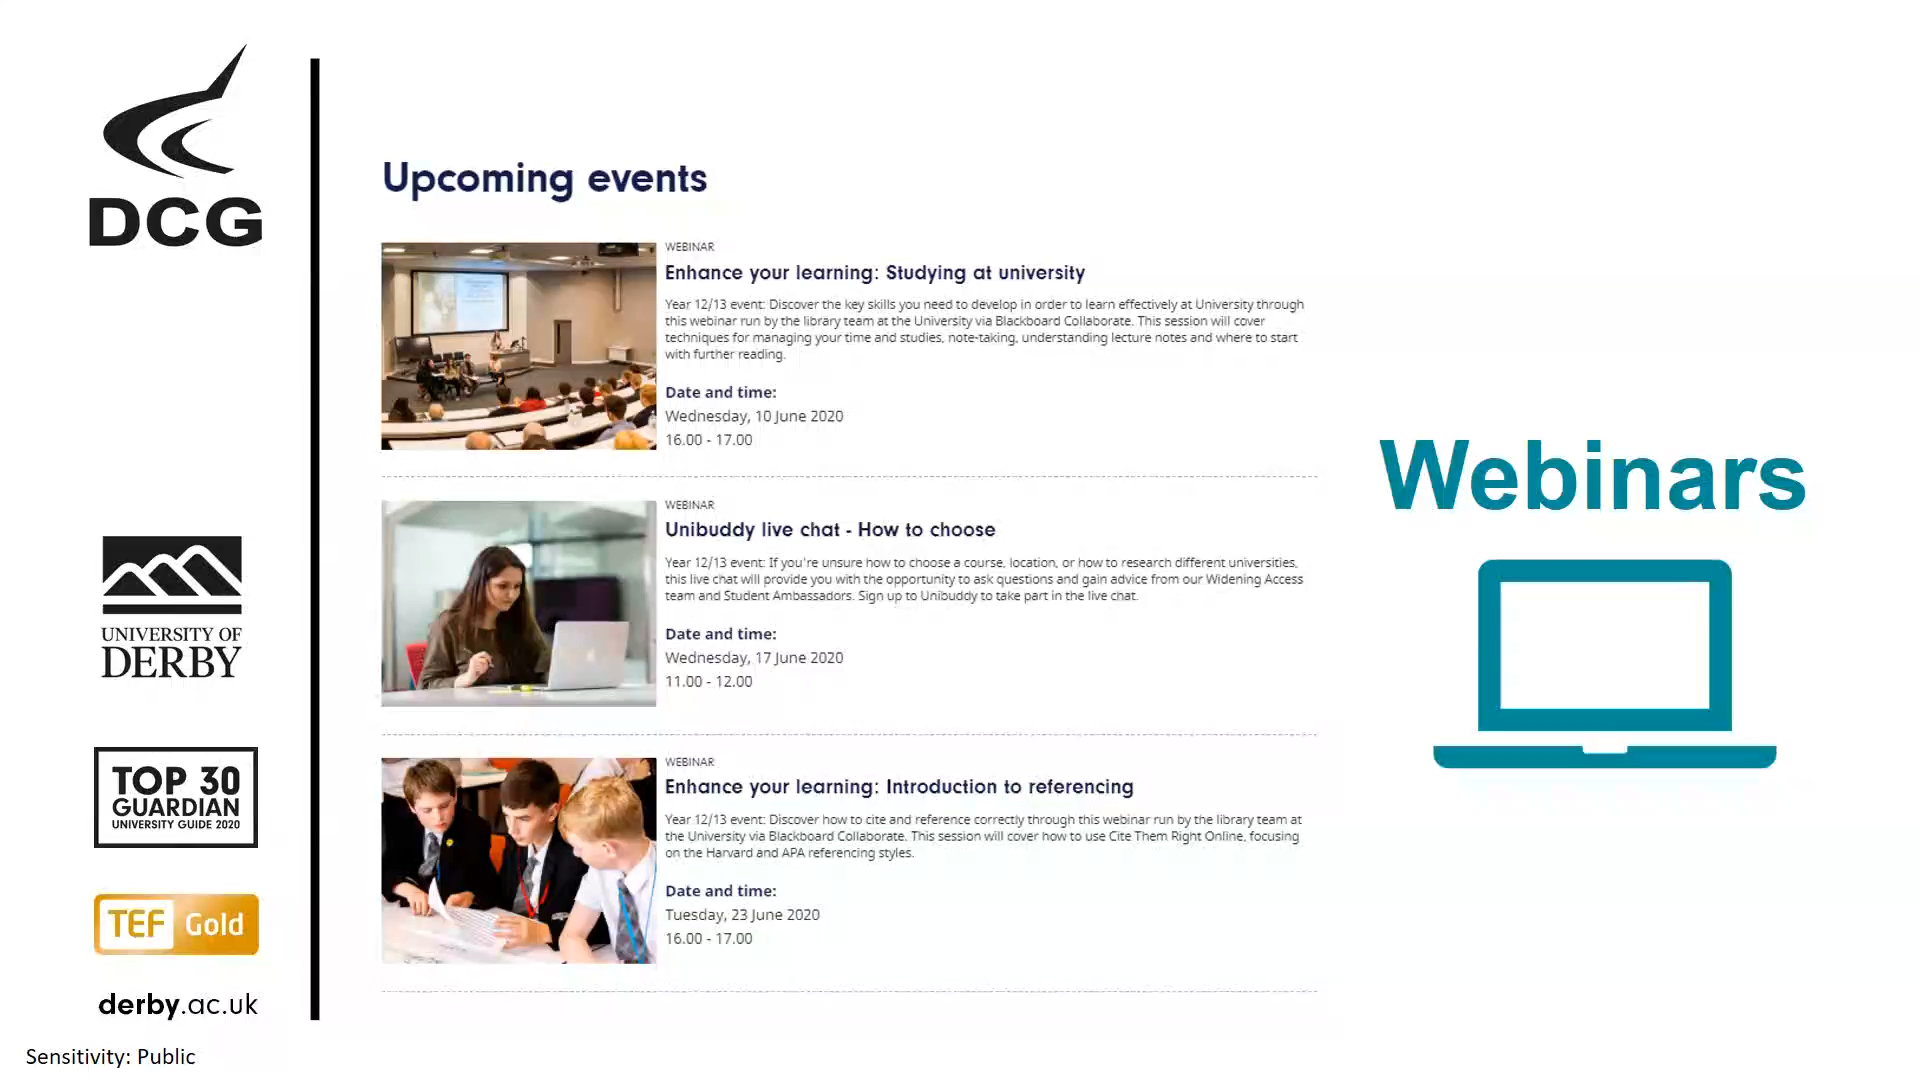 DCG
UNIVERSITY OF
DERBY
TOP 30
GUARDIAN
UNIVERSITY GUIDE 2020
TEF Gold
derby.ac.uk
Sensitivity: Public
Upcoming events
WEBINAR
Enhance your learning: Studying at university
Year 12/13 event: Discover the key skills you need to develop in order to learn effectively at University through
this webinar run by the library team at the University via Blackboard Collaborate. This session will cover
techniques for managing your time and studies, note-taking, understanding lecture notes and where to start
with further reading.
Date and time:
Wednesday, 10 June 2020
16.00 - 17.00
WEBINAR
Unibuddy live chat - How to choose
Year 12/13 event: If you're unsure how to choose a course, location, or how to research different universities,
this live chat will provide you with the opportunity to ask questions and gain advice from our Widening Access
team and Student Ambassadors. Sign up to Unibuddy to take part in the live chat.
Date and time:
Wednesday, 17 June 2020
11.00 - 12.00
WEBINAR
Enhance your learning: Introduction to referencing
Year 12/13 event: Discover how to cite and reference correctly through this webinar run by the library team at
the University via Blackboard Collaborate. This session will cover how to use Cite Them Right Online, focusing
on the Harvard and APA referencing styles.
Date and time:
Tuesday, 23 June 2020
16.00 - 17.00
Webinars